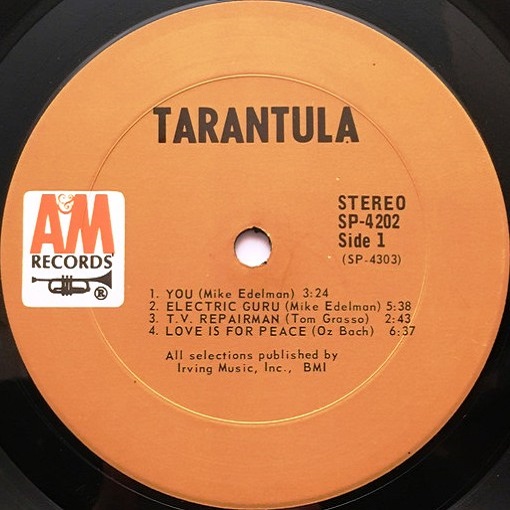 TARANTULA
A&M
RECORDS
®
STEREO
SP-4202
Side 1
(SP-4303)
1. YOU (Mike Edelman) 3:24
2. ELECTRIC GURU (Mike Edelman) 5:38
3. T.V. REPAIRMAN (Tom Grasso) 2:43
4. LOVE IS FOR PEACE (Oz Bach) 6:37
All selections published by
Irving Music, Inc., BMI